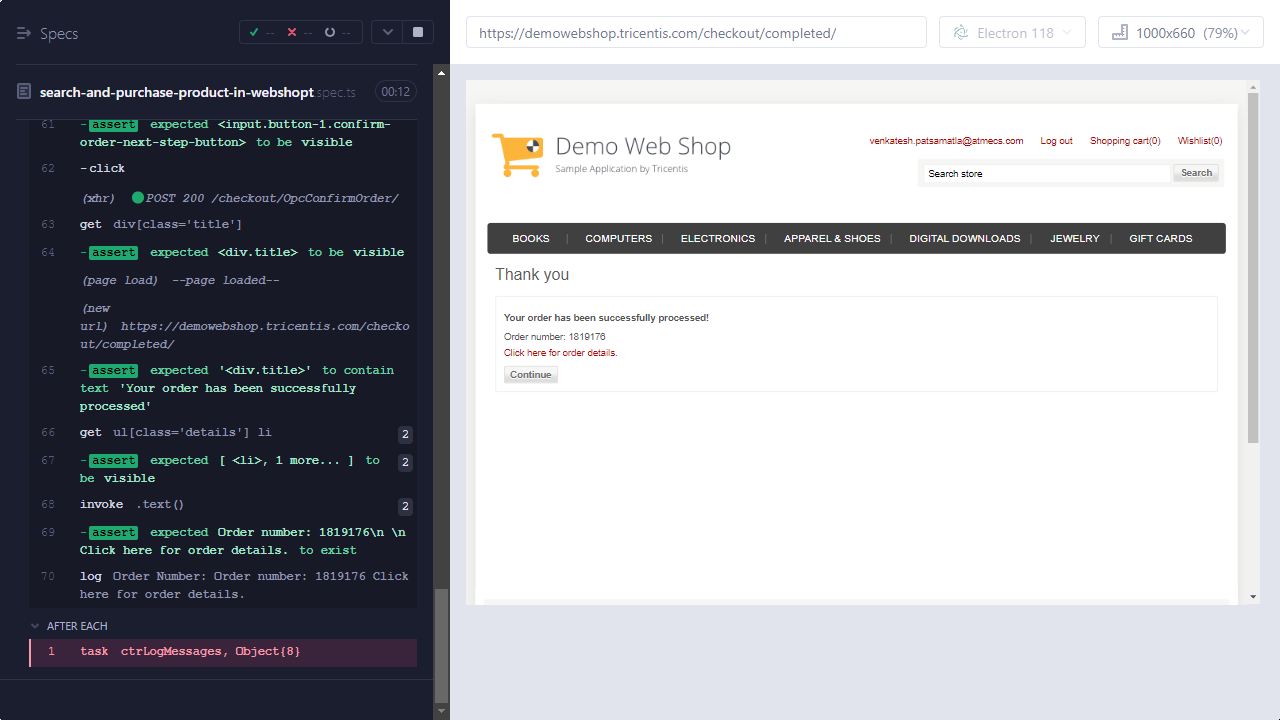 Specs
--
--
--
search-and-purchase-product-in-webshopt.spec.ts
00:12
61 -assert expected <input.button-1.confirm-
order-next-step-button> to be visible
62 -click
(xhr) POST 200 /checkout/OpcConfirmOrder/
63 get div[class='title']
64 -assert expected <div.title> to be visible
(page load) --page loaded--
(new
url) https://demowebshop.tricentis.com/checko
ut/completed/
65 -assert expected '<div.title>' to contain
text 'Your order has been successfully
processed'
66 get ul[class='details'] li 2
67 -assert expected [ <li>, 1 more... ] to 2
be visible
68 invoke .text() 2
69 -assert expected Order number: 1819176\n \n
Click here for order details. to exist
70 log Order Number: Order number: 1819176 Click
here for order details.
AFTER EACH
1 task ctrLogMessages, Object{8}
https://demowebshop.tricentis.com/checkout/completed/
Electron 118
1000x660 (79%)
Demo Web Shop
Sample Application by Tricentis
venkatesh.patsamatla@atmecs.com Log out Shopping cart(0) Wishlist(0)
Search store Search
BOOKS | COMPUTERS | ELECTRONICS | APPAREL & SHOES | DIGITAL DOWNLOADS | JEWELRY | GIFT CARDS
Thank you
Your order has been successfully processed!
Order number: 1819176
Click here for order details.
Continue